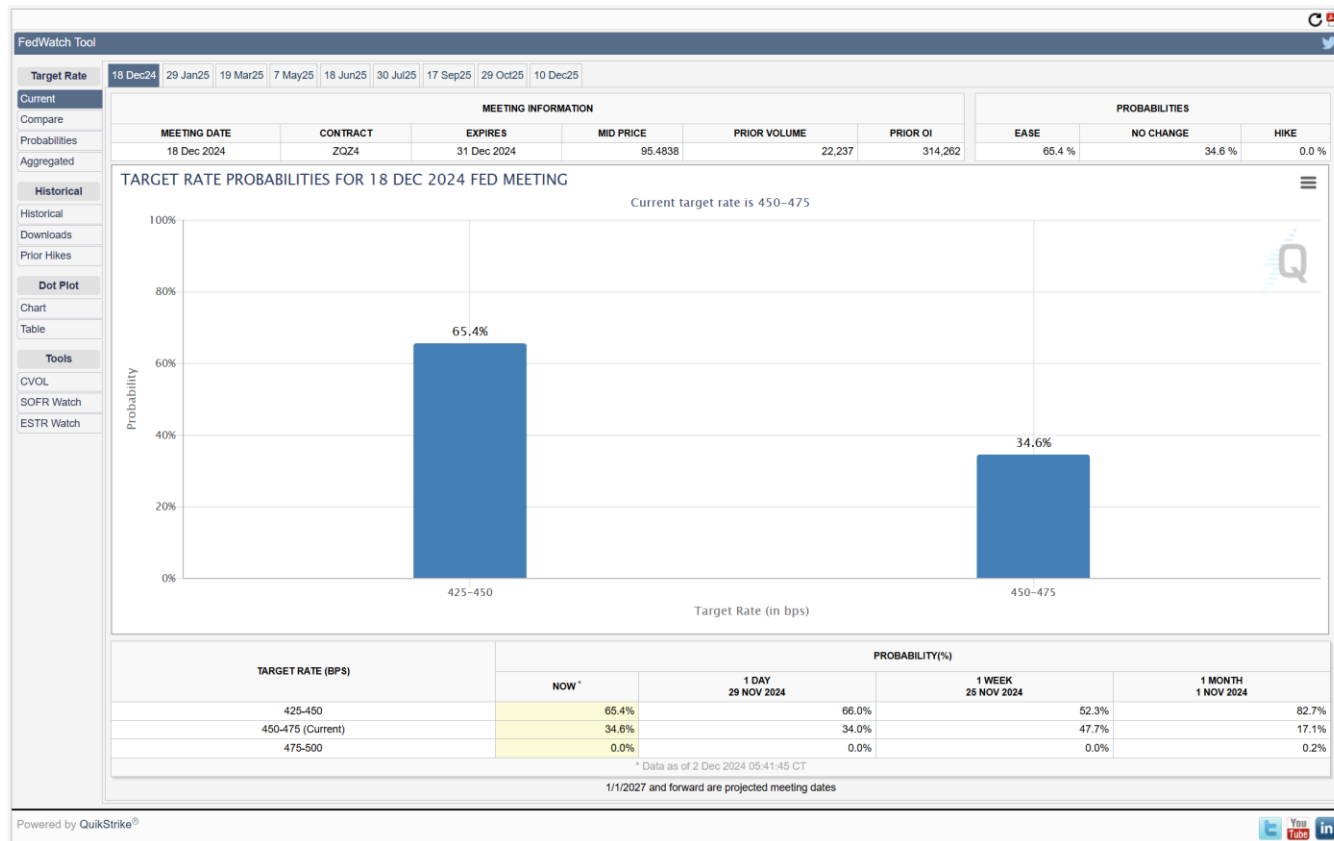 FedWatch Tool
Target Rate
Current
Compare
Probabilities
Aggregated
Historical
Historical
Downloads
Prior Hikes
Dot Plot
Chart
Table
Tools
CVOL
SOFR Watch
ESTR Watch
18 Dec24 29 Jan25 19 Mar25 7 May25 18 Jun25 30 Jul25 17 Sep25 29 Oct25 10 Dec25
MEETING INFORMATION
MEETING DATE CONTRACT EXPIRES MID PRICE PRIOR VOLUME PRIOR OI
18 Dec 2024 ZQZ4 31 Dec 2024 95.4838 22,237 314,262
PROBABILITIES
EASE NO CHANGE HIKE
65.4 % 34.6 % 0.0 %
TARGET RATE PROBABILITIES FOR 18 DEC 2024 FED MEETING
Current target rate is 450-475
Q
Probability
100%
80%
60%
40%
20%
0%
65.4%
34.6%
425-450 450-475
Target Rate (in bps)
TARGET RATE (BPS) PROBABILITY(%)
NOW * 1 DAY 1 WEEK 1 MONTH
29 NOV 2024 25 NOV 2024 1 NOV 2024
425-450 65.4% 66.0% 52.3% 82.7%
450-475 (Current) 34.6% 34.0% 47.7% 17.1%
475-500 0.0% 0.0% 0.0% 0.2%
* Data as of 2 Dec 2024 05:41:45 CT
1/1/2027 and forward are projected meeting dates
Powered by QuikStrike®
t You Tube in